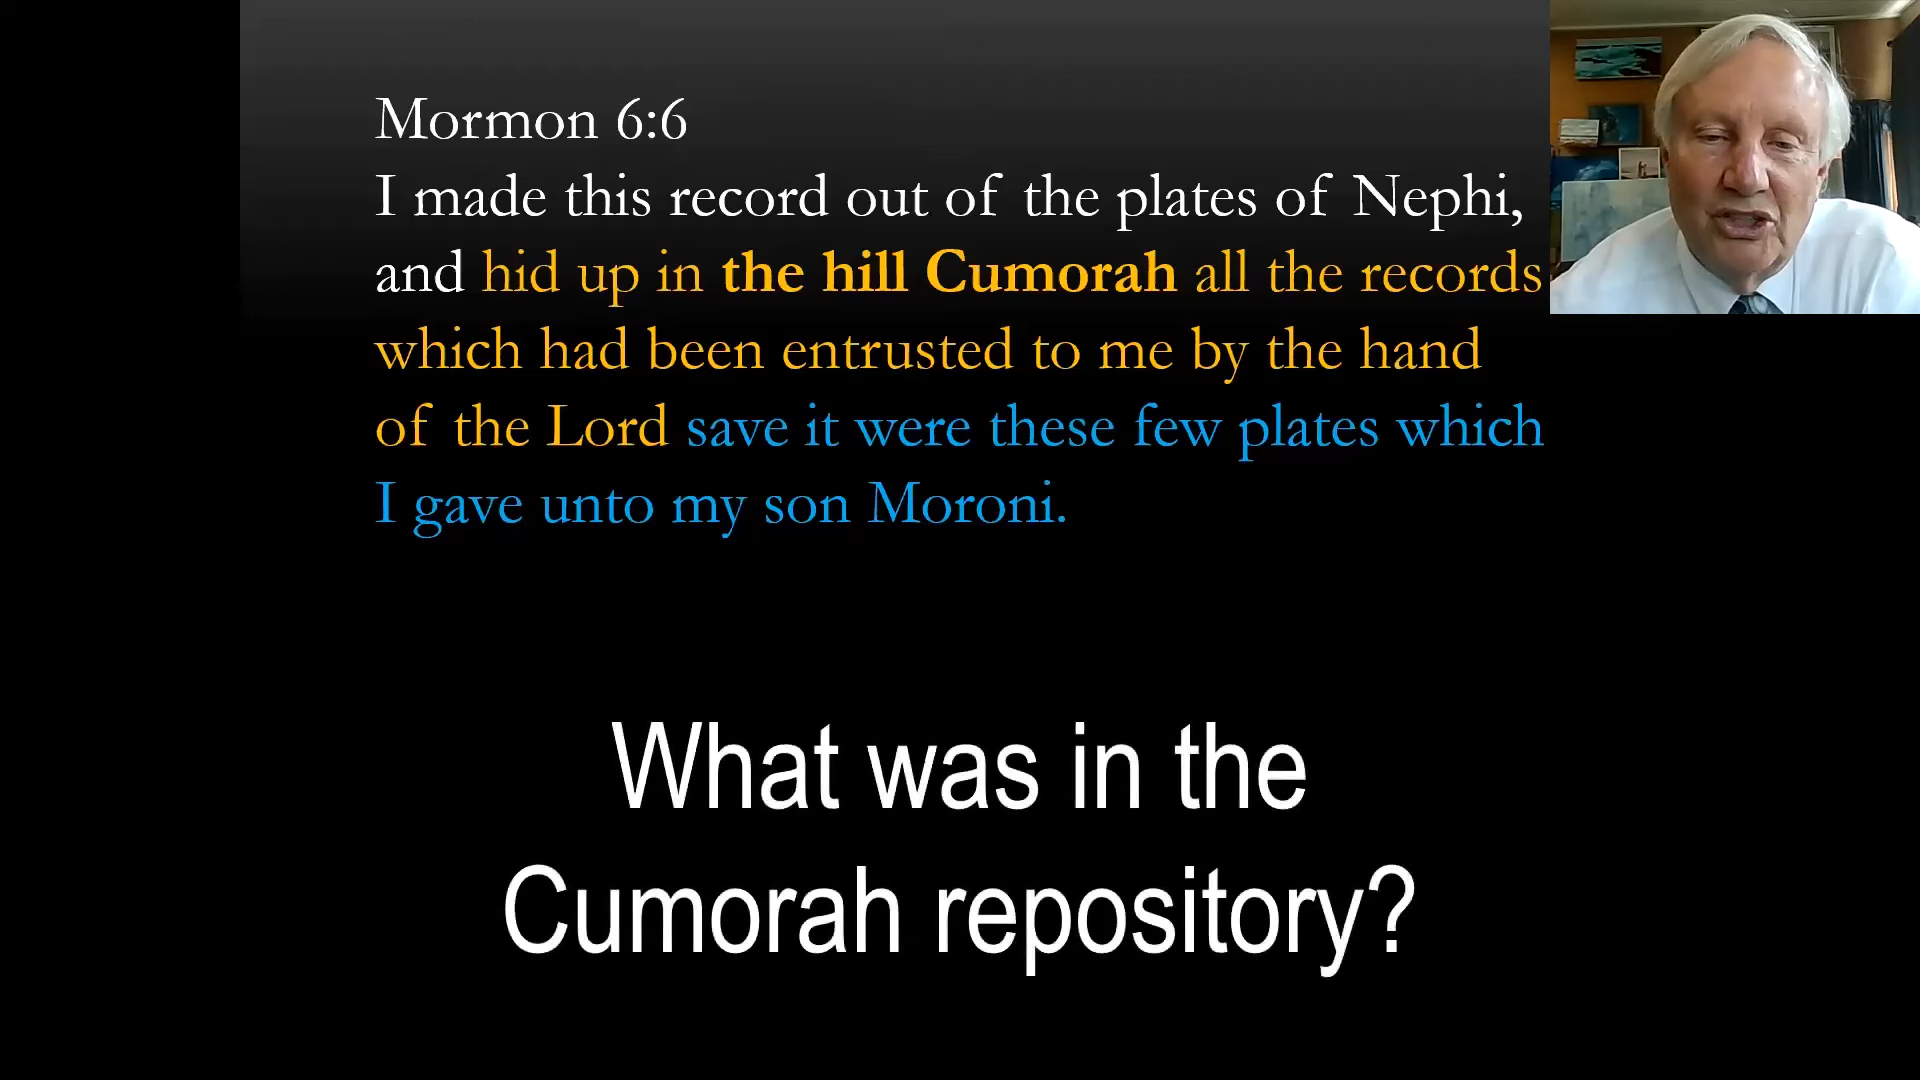 Mormon 6:6
I made this record out of the plates of Nephi,
and hid up in the hill Cumorah all the records
which had been entrusted to me by the hand
of the Lord save it were these few plates which
I gave unto my son Moroni.
What was in the
Cumorah repository?